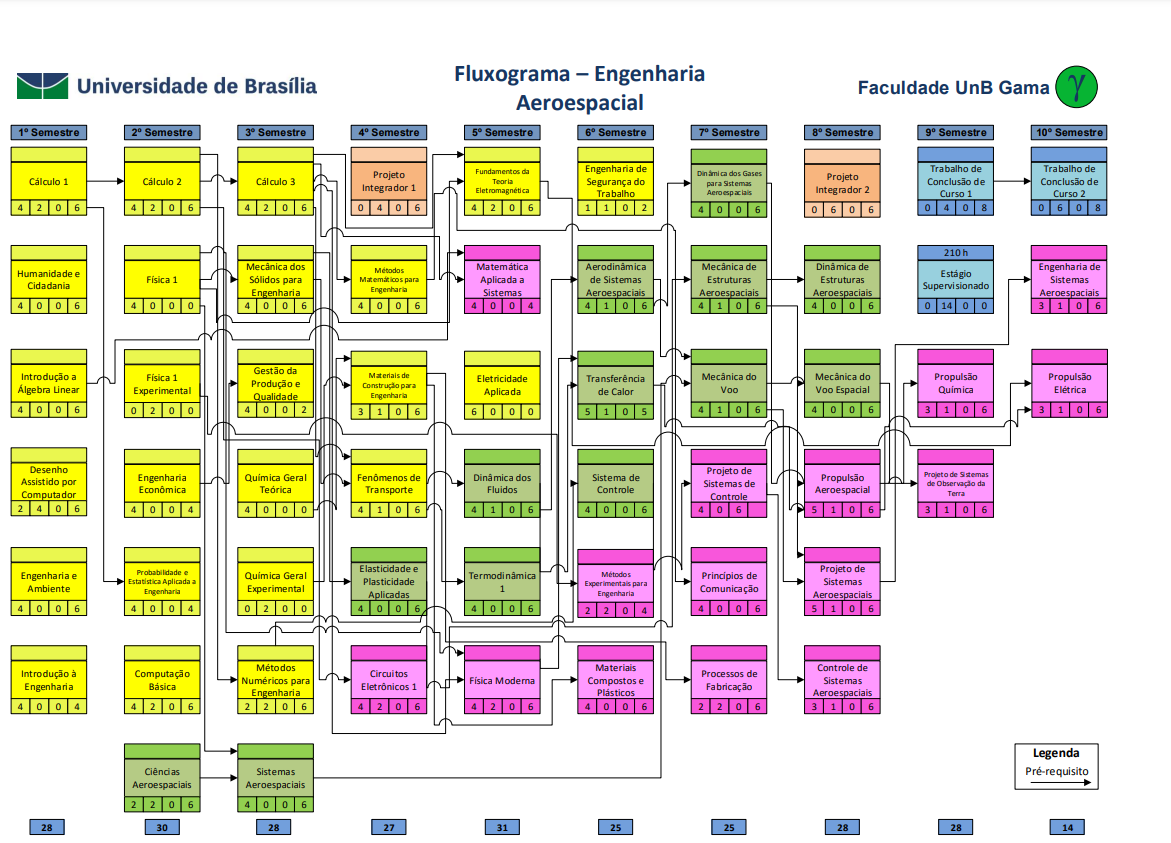 Universidade de Brasília
Fluxograma – Engenharia
Aeroespacial
Faculdade UnB Gama
γ
1º Semestre
2º Semestre
3º Semestre
4º Semestre
5º Semestre
6º Semestre
7º Semestre
8º Semestre
9º Semestre
10º Semestre
Cálculo 1
4 2 0 6
Cálculo 2
4 2 0 6
Cálculo 3
4 2 0 6
Projeto
Integrador 1
0 4 0 6
Fundamentos da
Teoria
Eletromagnética
4 2 0 6
Engenharia de
Segurança do
Trabalho
1 1 0 2
Dinâmica dos Gases
para Sistemas
Aeroespaciais
4 0 0 6
Projeto
Integrador 2
0 6 0 6
Trabalho de
Conclusão de
Curso 1
0 4 0 8
Trabalho de
Conclusão de
Curso 2
0 6 0 8
Humanidade e
Cidadania
4 0 0 6
Física 1
4 0 0 0
Mecânica dos
Sólidos para
Engenharia
4 0 0 6
Métodos
Matemáticos para
Engenharia
4 0 0 6
Matemática
Aplicada a
Sistemas
4 0 0 4
Aerodinâmica
de Sistemas
Aeroespaciais
4 1 0 6
Mecânica de
Estruturas
Aeroespaciais
4 1 0 6
Dinâmica de
Estruturas
Aeroespaciais
4 0 0 6
210 h
Estágio
Supervisionado
0 14 0 0
Engenharia de
Sistemas
Aeroespaciais
3 1 0 6
Introdução a
Álgebra Linear
4 0 0 6
Física 1
Experimental
0 2 0 0
Gestão da
Produção e
Qualidade
4 0 0 2
Materiais de
Construção para
Engenharia
3 1 0 6
Eletricidade
Aplicada
6 0 0 0
Transferência
de Calor
5 1 0 5
Mecânica do
Voo
4 1 0 6
Mecânica do
Voo Espacial
4 0 0 6
Propulsão
Química
3 1 0 6
Propulsão
Elétrica
3 1 0 6
Desenho
Assistido por
Computador
2 4 0 6
Engenharia
Econômica
4 0 0 4
Química Geral
Teórica
4 0 0 0
Fenômenos de
Transporte
4 1 0 6
Dinâmica dos
Fluidos
4 1 0 6
Sistema de
Controle
4 0 0 6
Projeto de
Sistemas de
Controle
4 0 6
Propulsão
Aeroespacial
5 1 0 6
Projeto de Sistemas
de Observação da
Terra
3 1 0 6
Engenharia e
Ambiente
4 0 0 6
Probabilidade e
Estatística Aplicada a
Engenharia
4 0 0 4
Química Geral
Experimental
0 2 0 0
Elasticidade e
Plasticidade
Aplicadas
4 0 0 6
Termodinâmica
1
4 0 0 6
Métodos
Experimentais para
Engenharia
2 2 0 4
Princípios de
Comunicação
4 0 0 6
Projeto de
Sistemas
Aeroespaciais
5 1 0 6
Introdução à
Engenharia
4 0 0 4
Computação
Básica
4 2 0 6
Métodos
Numéricos para
Engenharia
2 2 0 6
Circuitos
Eletrônicos 1
4 2 0 6
Física Moderna
4 2 0 6
Materiais
Compostos e
Plásticos
4 0 0 6
Processos de
Fabricação
2 2 0 6
Controle de
Sistemas
Aeroespaciais
3 1 0 6
Ciências
Aeroespaciais
2 2 0 6
Sistemas
Aeroespaciais
4 0 0 6
Legenda
Pré-requisito
28
30
28
27
31
25
25
28
28
14